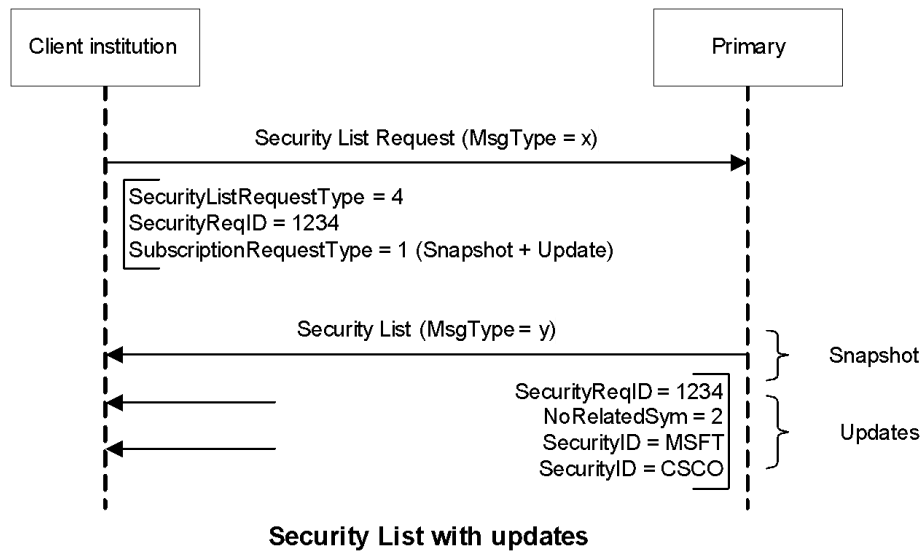 Client institution
Primary
Security List Request (MsgType = x)
SecurityListRequestType = 4
SecurityReqID = 1234
SubscriptionRequestType = 1 (Snapshot + Update)
Security List (MsgType = y)
Snapshot
SecurityReqID = 1234
NoRelatedSym = 2
SecurityID = MSFT
SecurityID = CSCO
Updates
Security List with updates